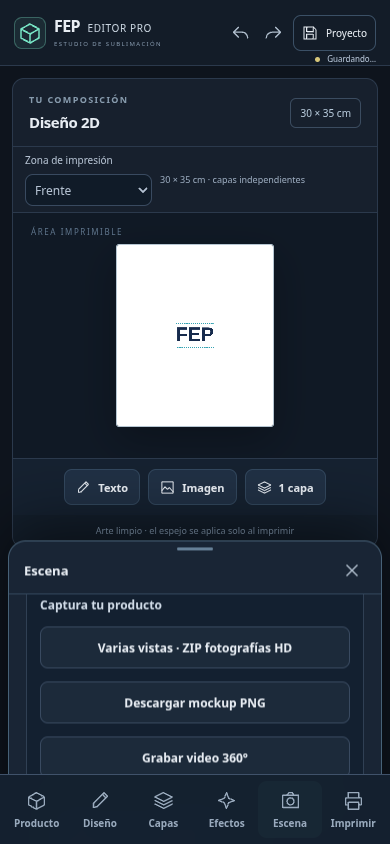 FEP EDITOR PRO
ESTUDIO DE SUBLIMACIÓN
Proyecto
Guardando...
TU COMPOSICIÓN
Diseño 2D
30 × 35 cm
Zona de impresión
Frente
30 × 35 cm · capas independientes
ÁREA IMPRIMIBLE
FEP
Texto
Imagen
1 capa
Arte limpio · el espejo se aplica solo al imprimir
Escena
Captura tu producto
Varias vistas · ZIP fotografías HD
Descargar mockup PNG
Grabar video 360°
Producto
Diseño
Capas
Efectos
Escena
Imprimir